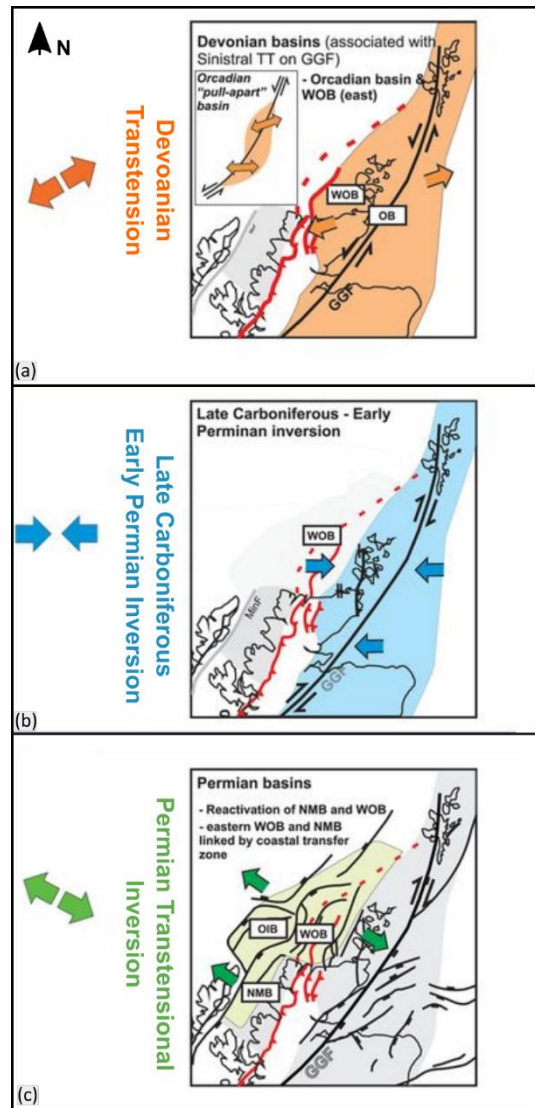 N
Devoanian
Transtension
Devonian basins (associated with
Sinistral TT on GGF)
Orcadian
"pull-apart"
basin
- Orcadian basin &
WOB (east)
WOB
OB
GGF
(a)
Late Carboniferous
Early Permian Inversion
Late Carboniferous - Early
Perminan inversion
WOB
MinF
GGF
(b)
Permian Transtensional
Inversion
Permian basins
- Reactivation of NMB and WOB
- eastern WOB and NMB
linked by coastal transfer
zone
OIB
WOB
NMB
GGF
(c)